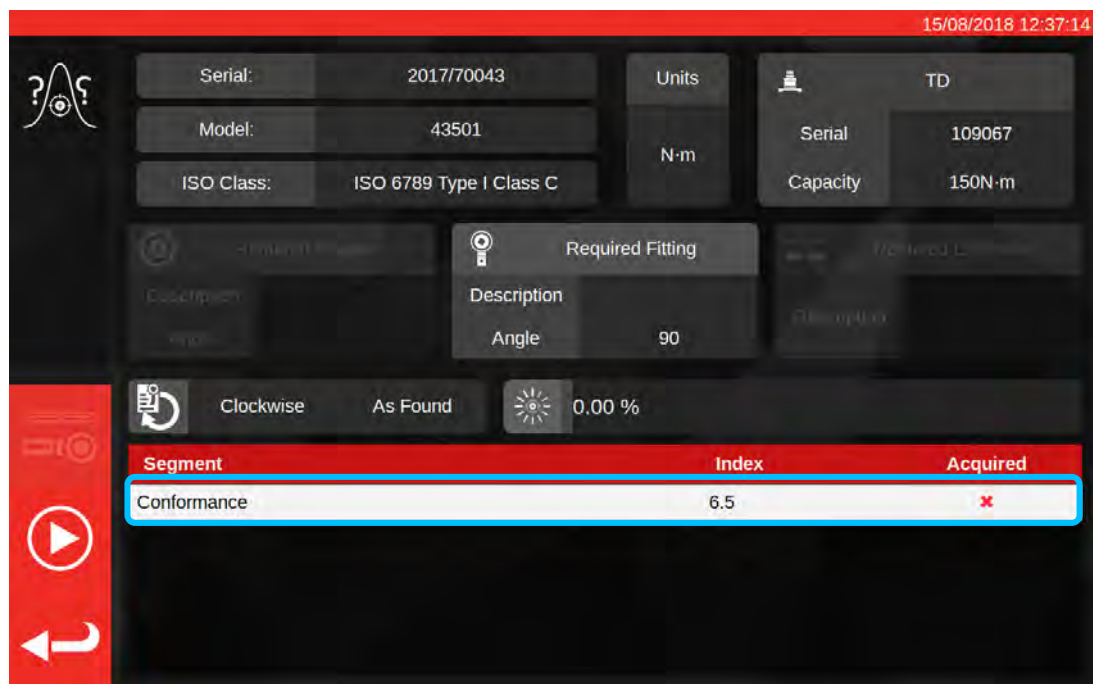 15/08/2018 12:37:14
Serial: 2017/70043
Units
TD
Model: 43501
N·m
Serial 109067
ISO Class: ISO 6789 Type I Class C
Capacity 150N·m
Required Fitting
Description
Description
Angle 90
Clockwise As Found 0.00 %
Segment Index Acquired
Conformance 6.5 ✖